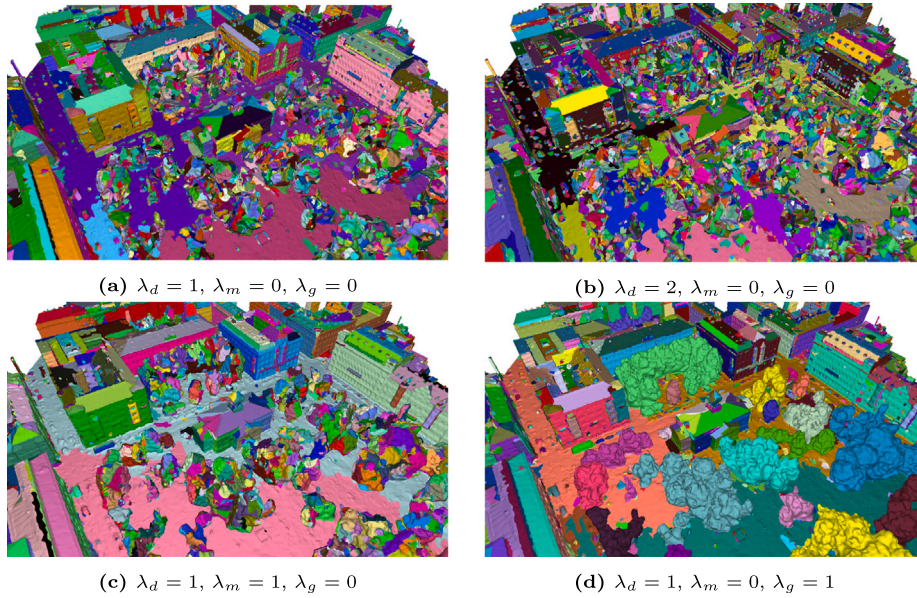 (a) λ_d = 1, λ_m = 0, λ_g = 0
(b) λ_d = 2, λ_m = 0, λ_g = 0
(c) λ_d = 1, λ_m = 1, λ_g = 0
(d) λ_d = 1, λ_m = 0, λ_g = 1